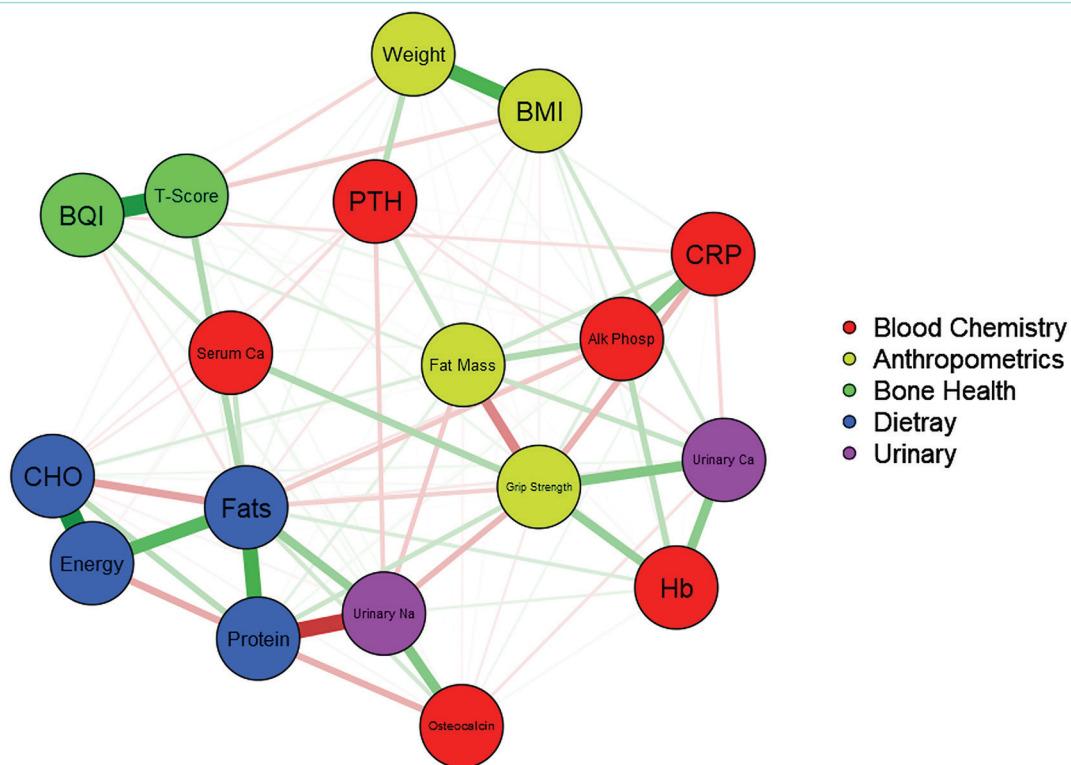 Weight
BMI
T-Score
BQI
PTH
CRP
Alk Phosp
Serum Ca
Fat Mass
Urinary Ca
CHO
Grip Strength
Fats
Energy
Hb
Urinary Na
Protein
Osteocalcin
Blood Chemistry
Anthropometrics
Bone Health
Dietray
Urinary